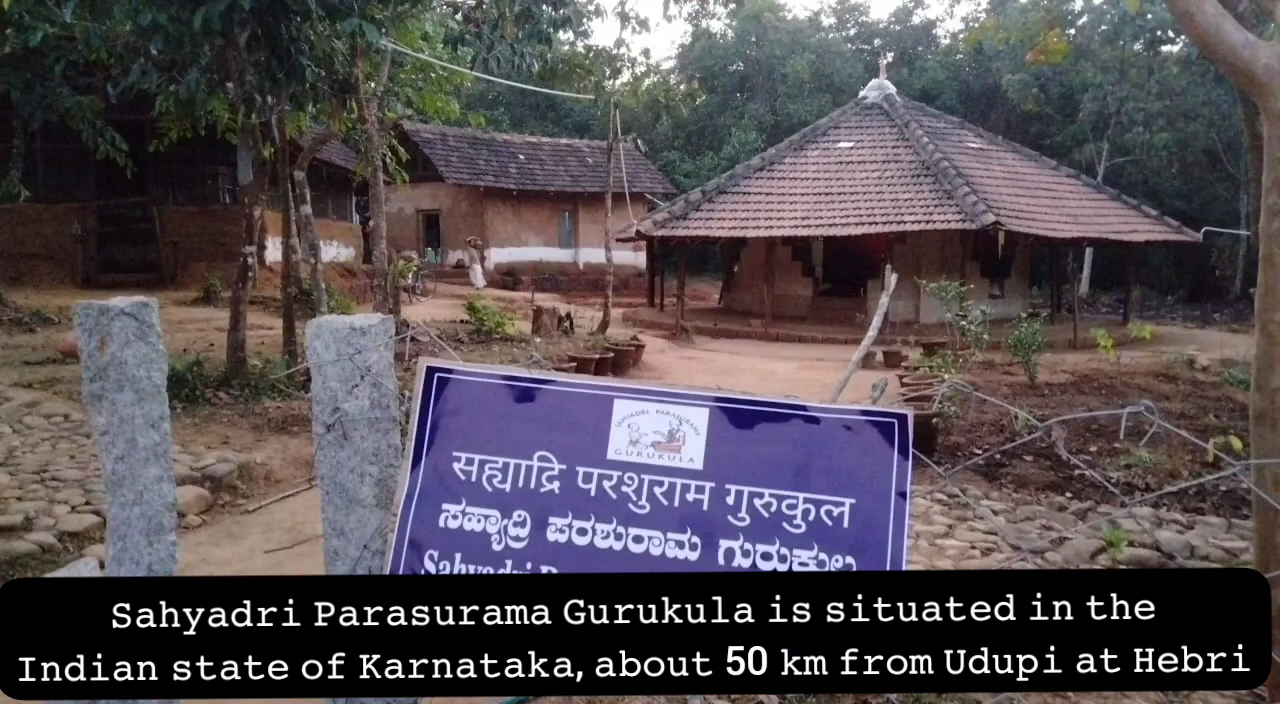 SAHYADRI PARASURAMA
GURUKULA
सह्याद्रि परशुराम गुरुकुल
ಸಹ್ಯಾದ್ರಿ ಪರಶುರಾಮ ಗುರುಕುಲ
Sahyadri
Sahyadri Parasurama Gurukula is situated in the
Indian state of Karnataka, about 50 km from Udupi at Hebri